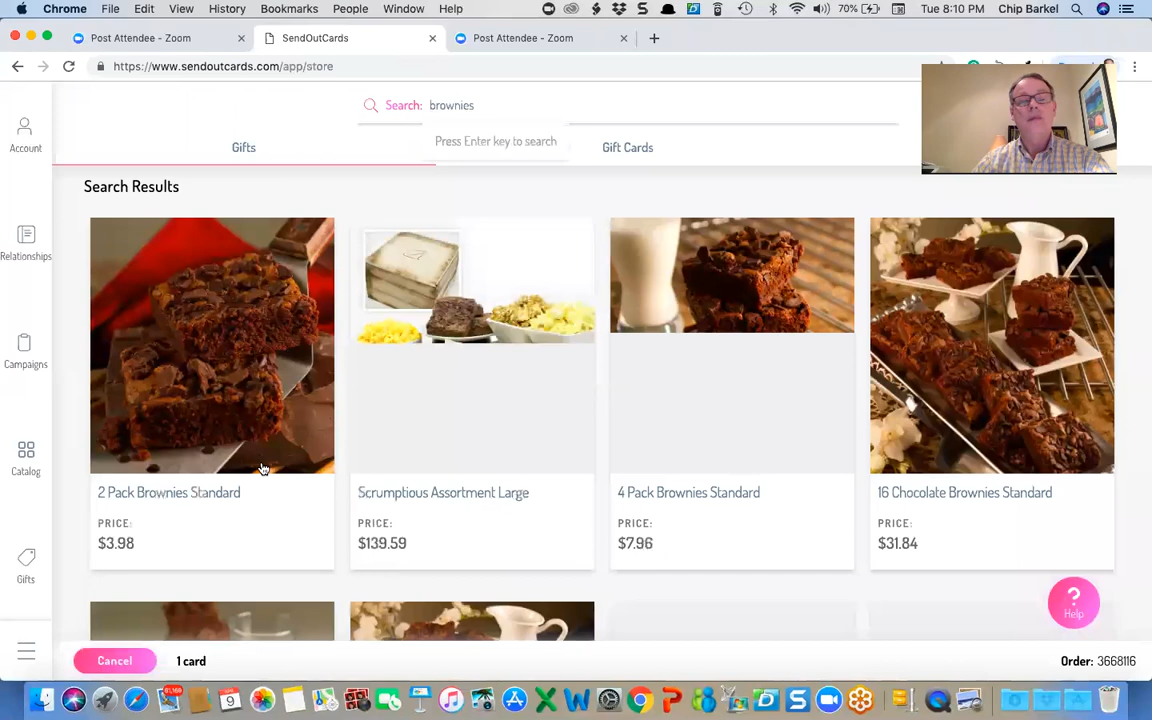 Chrome File Edit View History Bookmarks People Window Help 70% Tue 8:10 PM Chip Barkel
Post Attendee - Zoom SendOutCards Post Attendee - Zoom
https://www.sendoutcards.com/app/store
Search: brownies
Press Enter key to search
Gifts Gift Cards
Account
Relationships
Campaigns
Catalog
Gifts
Search Results
2 Pack Brownies Standard
PRICE:
$3.98
Scrumptious Assortment Large
PRICE:
$139.59
4 Pack Brownies Standard
PRICE:
$7.96
16 Chocolate Brownies Standard
PRICE:
$31.84
?
Help
Cancel 1 card Order: 3668116